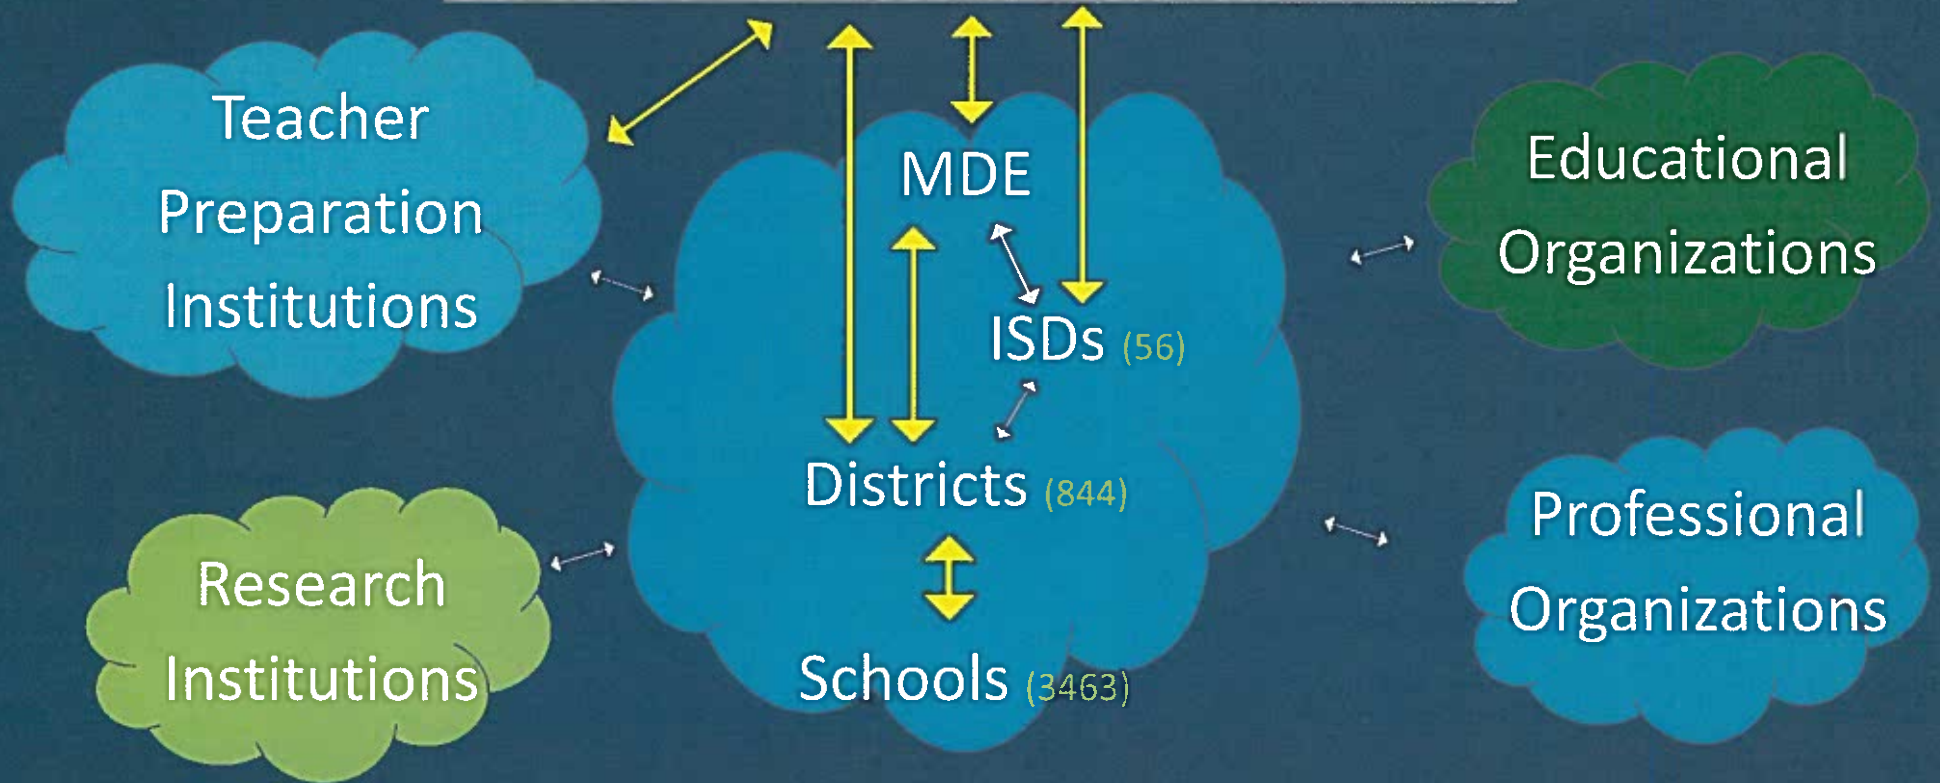 Teacher
Preparation
Institutions
MDE
ISDs (56)
Districts (844)
Schools (3463)
Educational
Organizations
Research
Institutions
Professional
Organizations